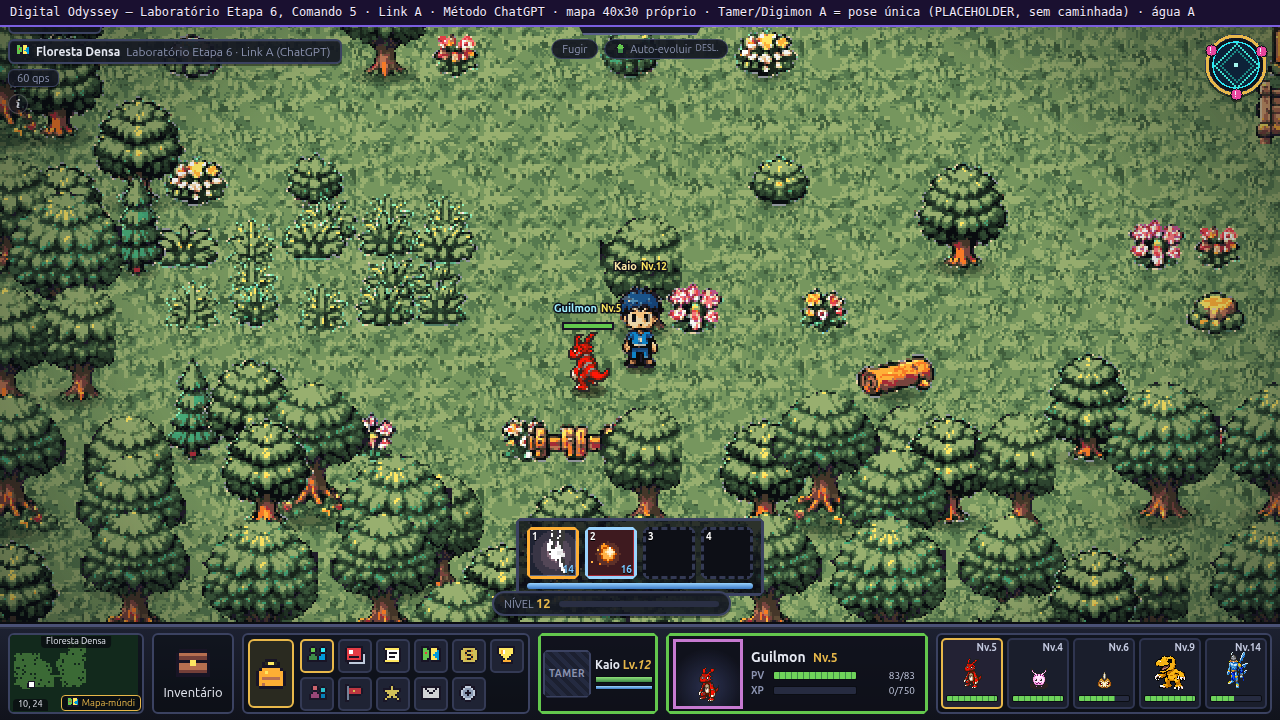 Digital Odyssey — Laboratório Etapa 6, Comando 5 · Link A · Método ChatGPT · mapa 40x30 próprio · Tamer/Digimon A = pose única (PLACEHOLDER, sem caminhada) · água A
Floresta Densa Laboratório Etapa 6 · Link A (ChatGPT)
Fugir
Auto-evoluir DESL.
60 qps
i
Kaio Nv.12
Guilmon Nv.5
1
14
2
16
3
4
NÍVEL 12
Floresta Densa
10, 24
Mapa-múndi
Inventário
TAMER
Kaio Lv.12
Guilmon Nv.5
PV 83/83
XP 0/750
Nv.5
Nv.4
Nv.6
Nv.9
Nv.14